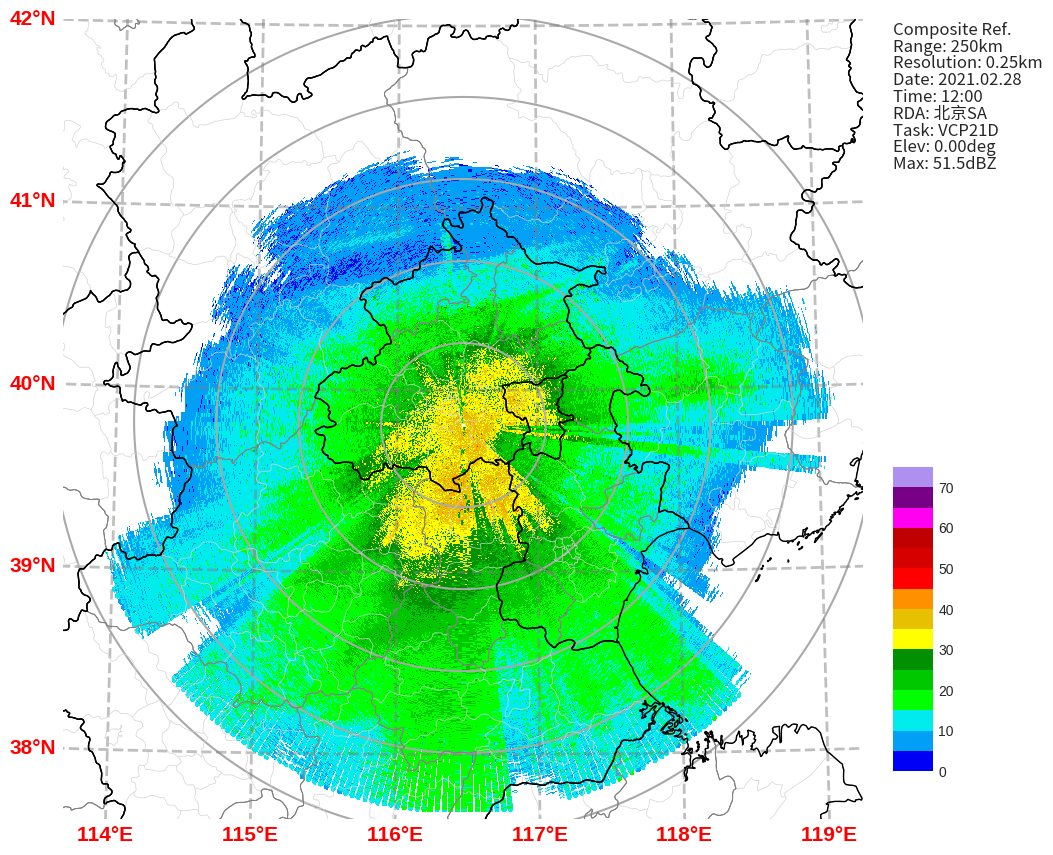 Composite Ref.
Range: 250km
Resolution: 0.25km
Date: 2021.02.28
Time: 12:00
RDA: 北京SA
Task: VCP21D
Elev: 0.00deg
Max: 51.5dBZ
42°N
41°N
40°N
39°N
38°N
70
60
50
40
30
20
10
0
114°E 115°E 116°E 117°E 118°E 119°E